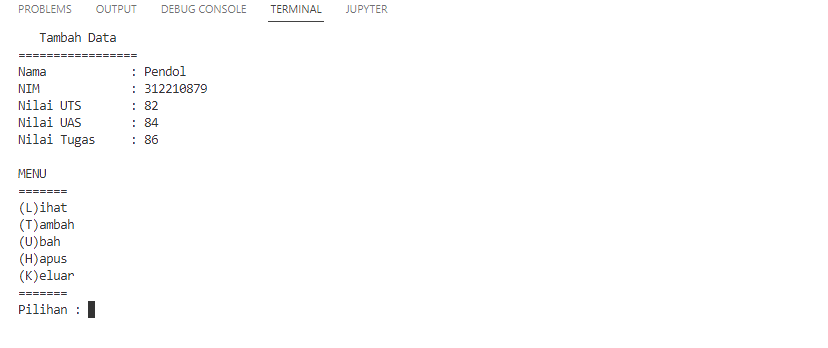 PROBLEMS OUTPUT DEBUG CONSOLE TERMINAL JUPYTER
Tambah Data
=================
Nama : Pendol
NIM : 312210879
Nilai UTS : 82
Nilai UAS : 84
Nilai Tugas : 86
MENU
=======
(L)ihat
(T)ambah
(U)bah
(H)apus
(K)eluar
=======
Pilihan :